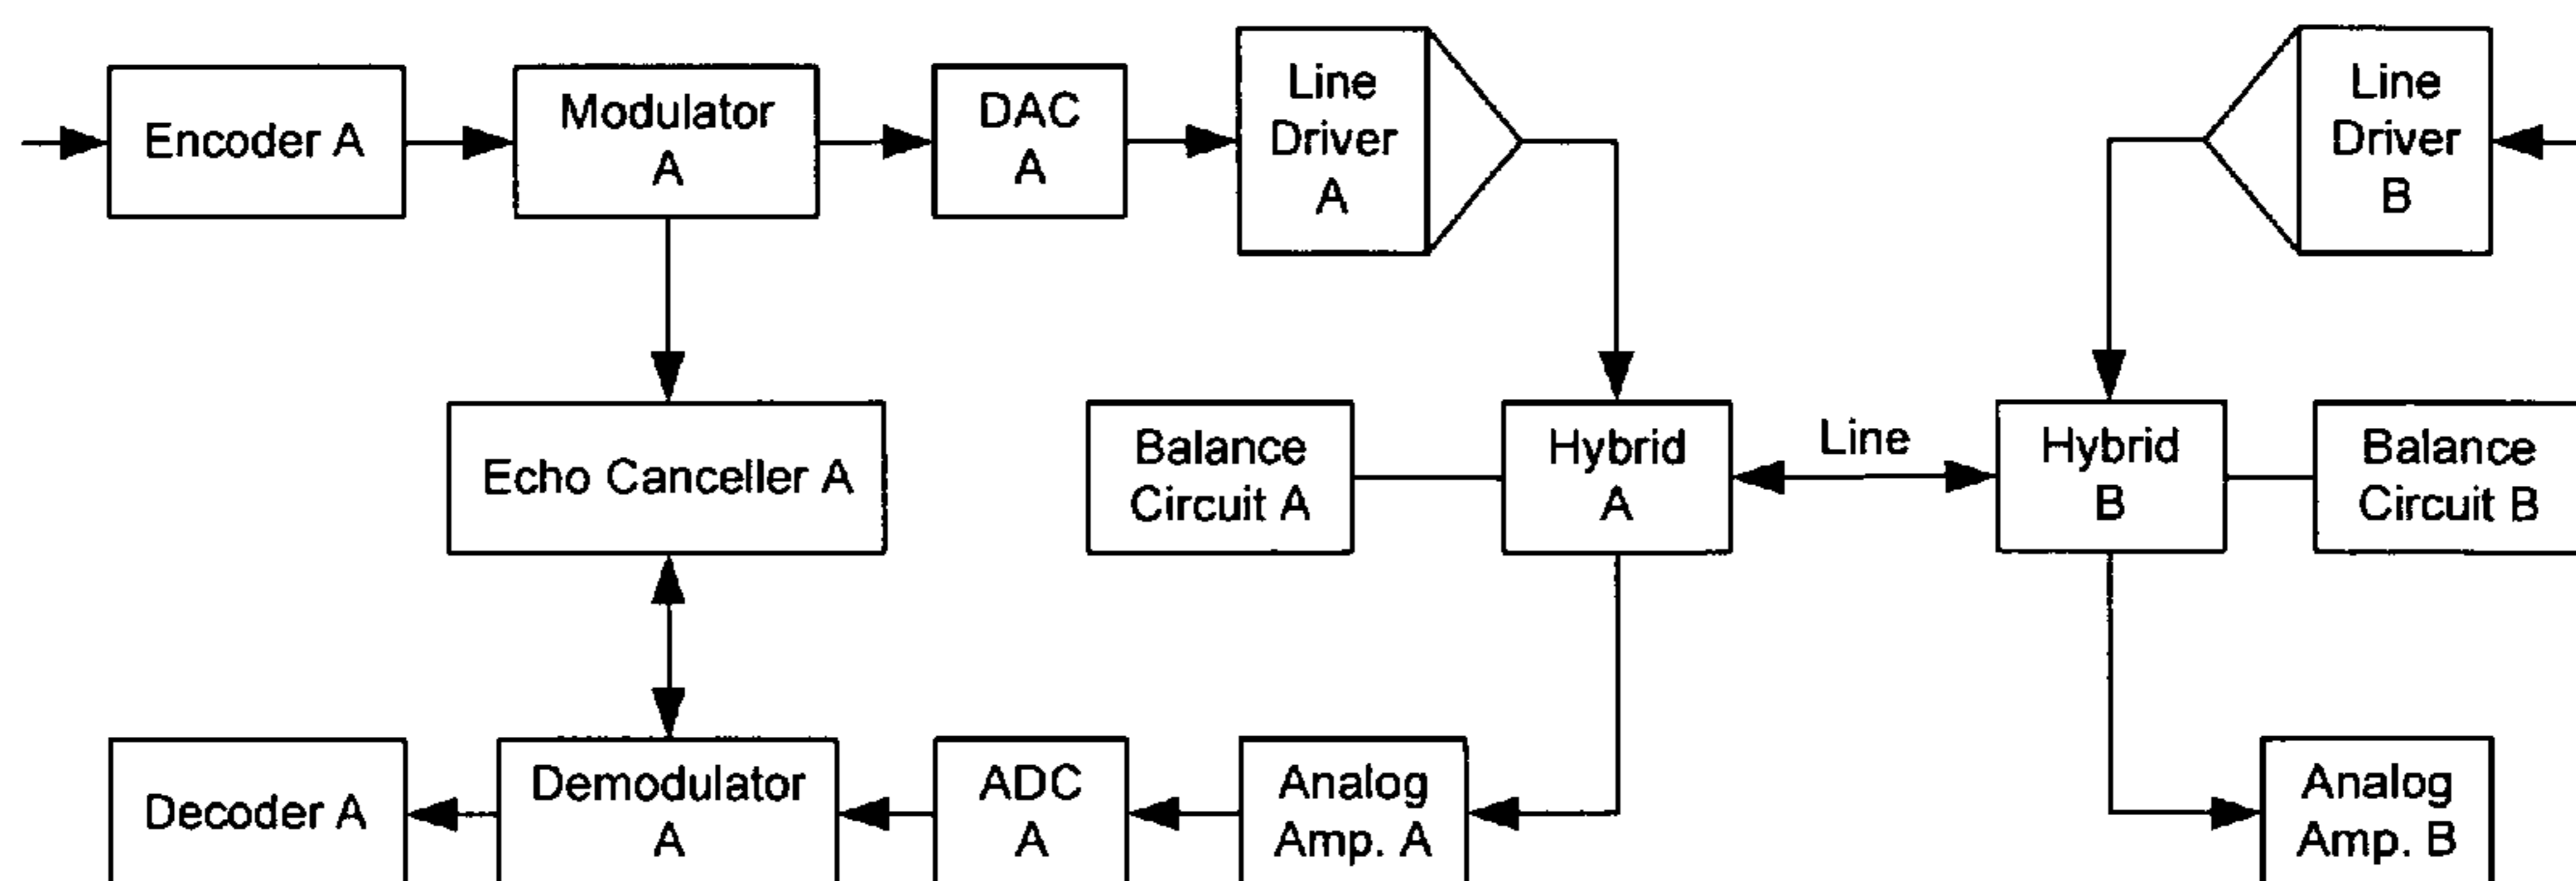 Encoder A
Modulator
A
DAC
A
Line
Driver
A
Line
Driver
B
Echo Canceller A
Balance
Circuit A
Hybrid
A
Line
Hybrid
B
Balance
Circuit B
Decoder A
Demodulator
A
ADC
A
Analog
Amp. A
Analog
Amp. B